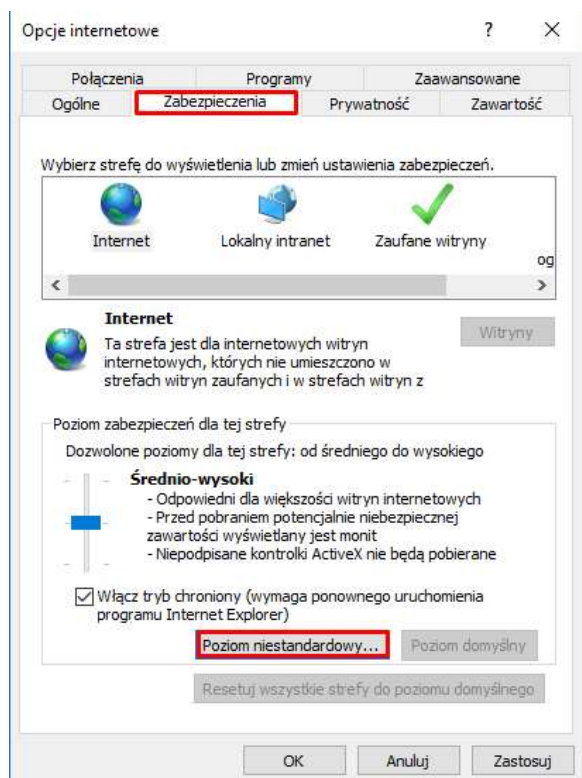 Opcje internetowe ? ×
Połączenia Programy Zaawansowane
Ogólne Zabezpieczenia Prywatność Zawartość
Wybierz strefę do wyświetlenia lub zmień ustawienia zabezpieczeń.
Internet Lokalny intranet Zaufane witryny
og
Internet
Ta strefa jest dla internetowych witryn
internetowych, których nie umieszczono w
strefach witryn zaufanych i w strefach witryn z
Witryny
Poziom zabezpieczeń dla tej strefy
Dozwolone poziomy dla tej strefy: od średniego do wysokiego
Średnio-wysoki
- Odpowiedni dla większości witryn internetowych
- Przed pobraniem potencjalnie niebezpiecznej
zawartości wyświetlany jest monit
- Niepodpisane kontrolki ActiveX nie będą pobierane
Włącz tryb chroniony (wymaga ponownego uruchomienia
programu Internet Explorer)
Poziom niestandardowy... Poziom domyślny
Resetuj wszystkie strefy do poziomu domyślnego
OK Anuluj Zastosuj